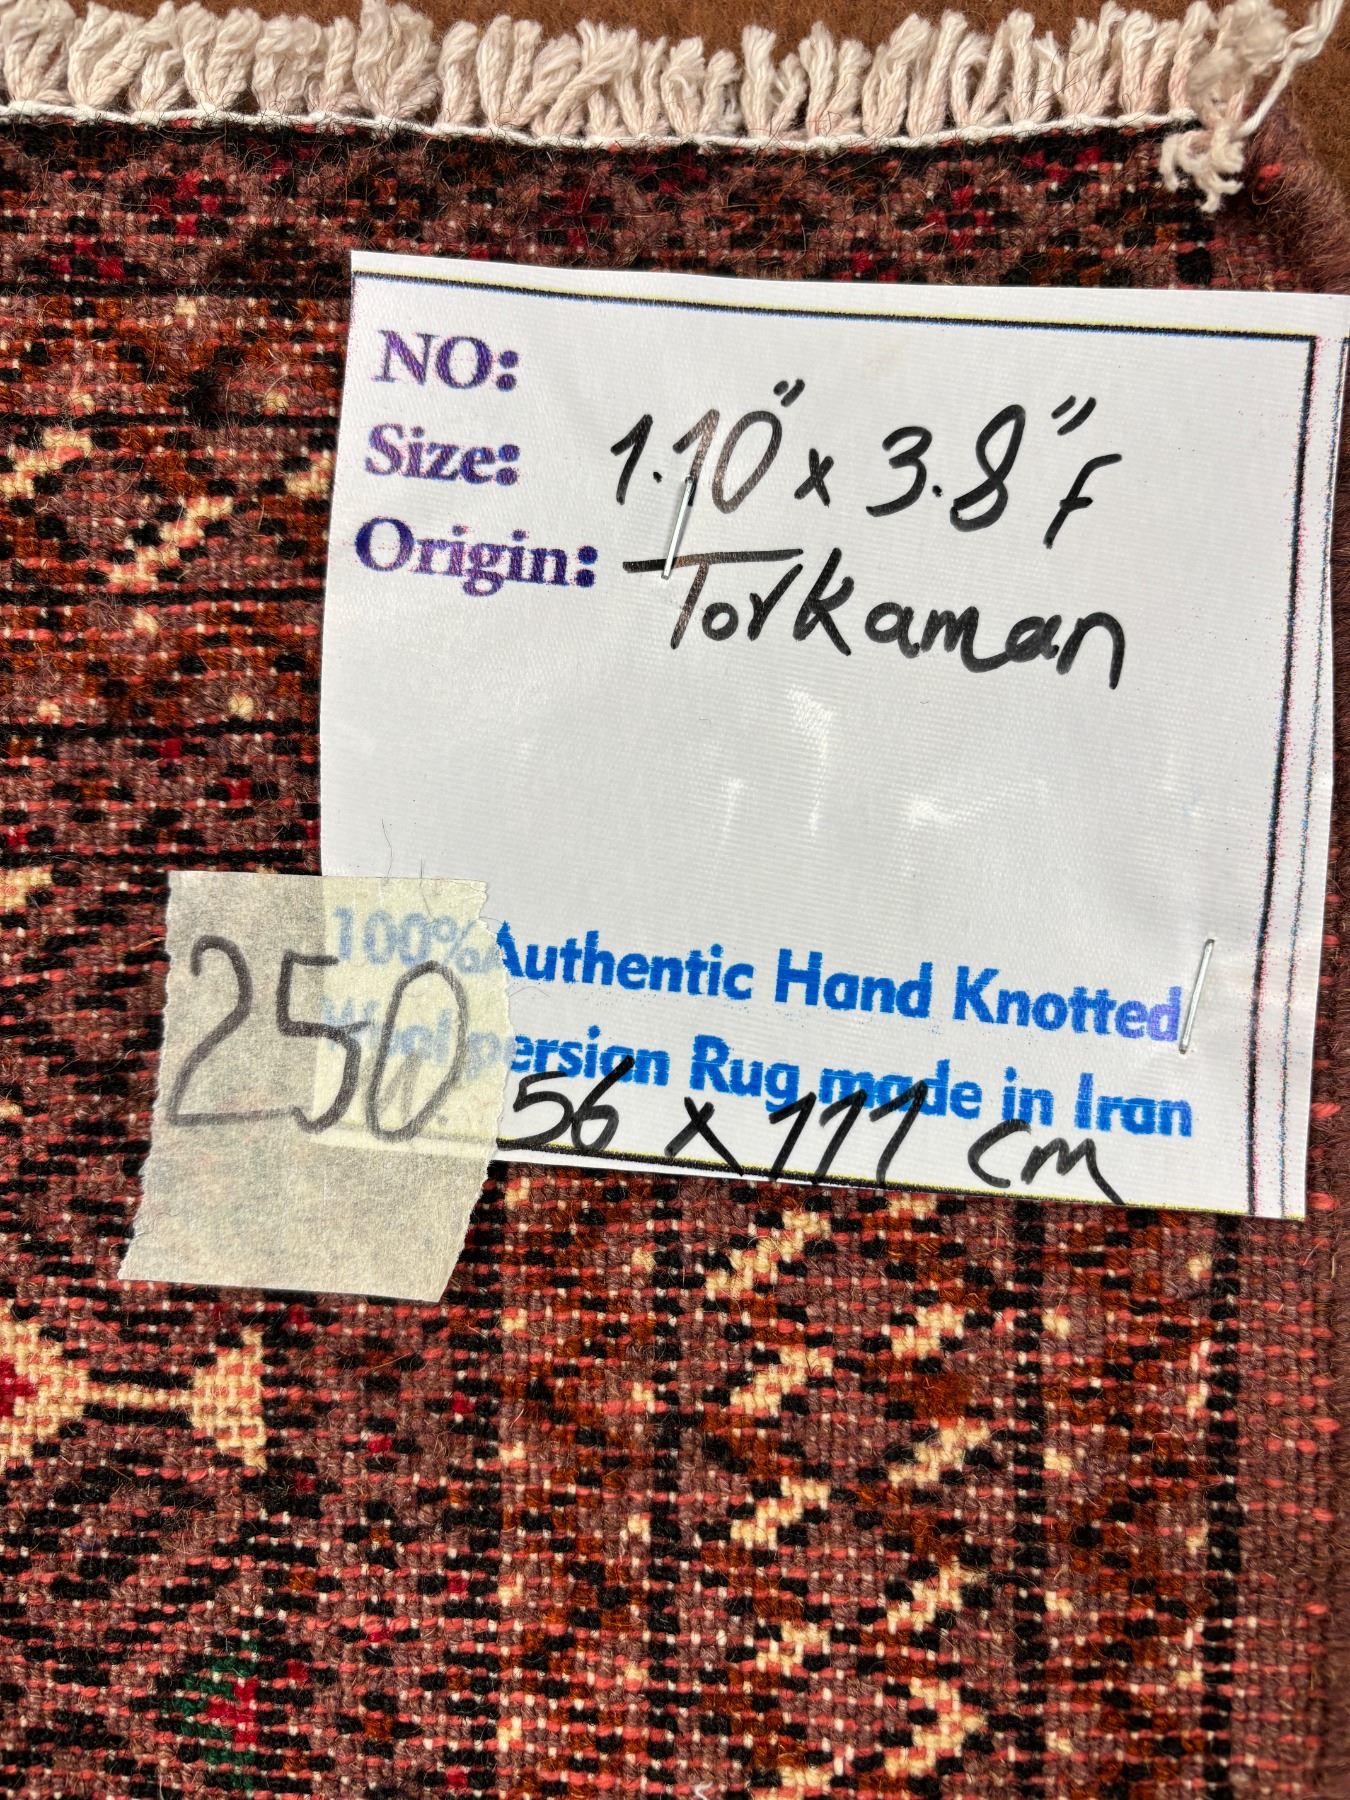 NO:
Size: 1.10" x 3.8" f
Origin: Torkaman
100% Authentic Hand Knotted
Wool persian Rug made in Iran
250
56 x 111 cm